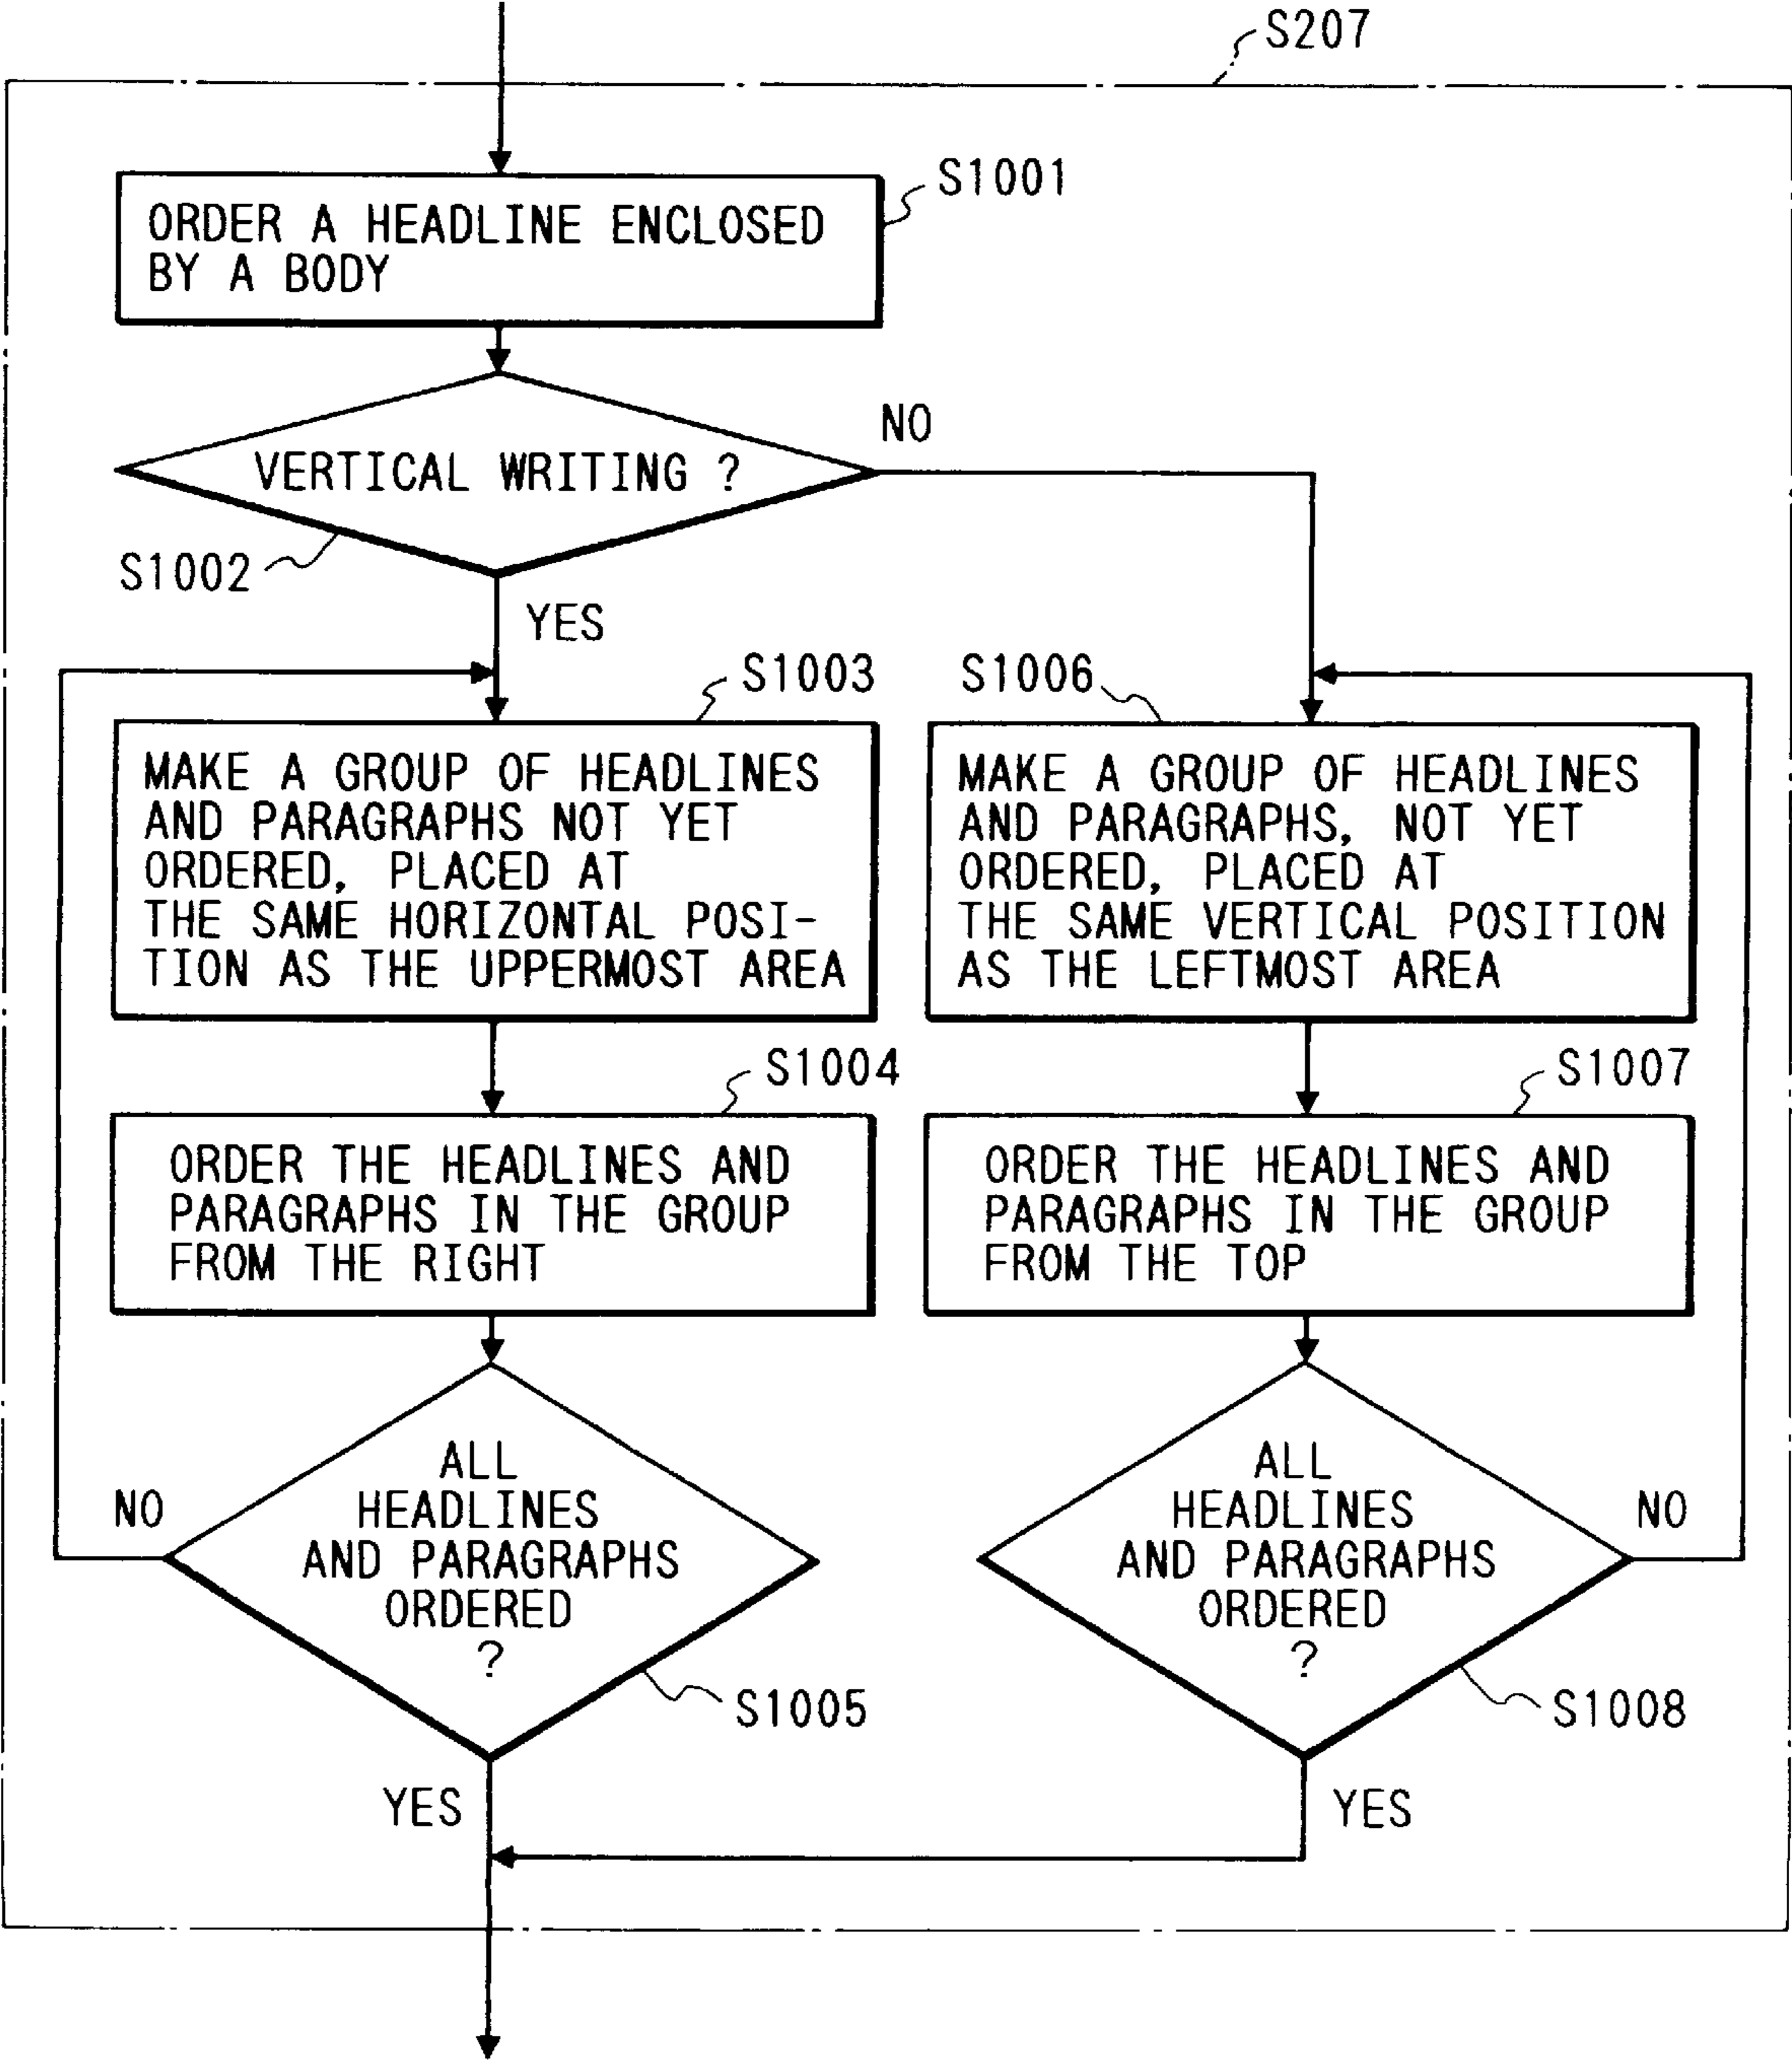 S207
S1001
ORDER A HEADLINE ENCLOSED
BY A BODY
NO
VERTICAL WRITING ?
S1002
YES
S1003
MAKE A GROUP OF HEADLINES
AND PARAGRAPHS NOT YET
ORDERED, PLACED AT
THE SAME HORIZONTAL POSI-
TION AS THE UPPERMOST AREA
S1004
ORDER THE HEADLINES AND
PARAGRAPHS IN THE GROUP
FROM THE RIGHT
ALL
HEADLINES
AND PARAGRAPHS
ORDERED
?
NO
S1005
YES
S1006
MAKE A GROUP OF HEADLINES
AND PARAGRAPHS, NOT YET
ORDERED, PLACED AT
THE SAME VERTICAL POSITION
AS THE LEFTMOST AREA
S1007
ORDER THE HEADLINES AND
PARAGRAPHS IN THE GROUP
FROM THE TOP
ALL
HEADLINES
AND PARAGRAPHS
ORDERED
?
NO
S1008
YES